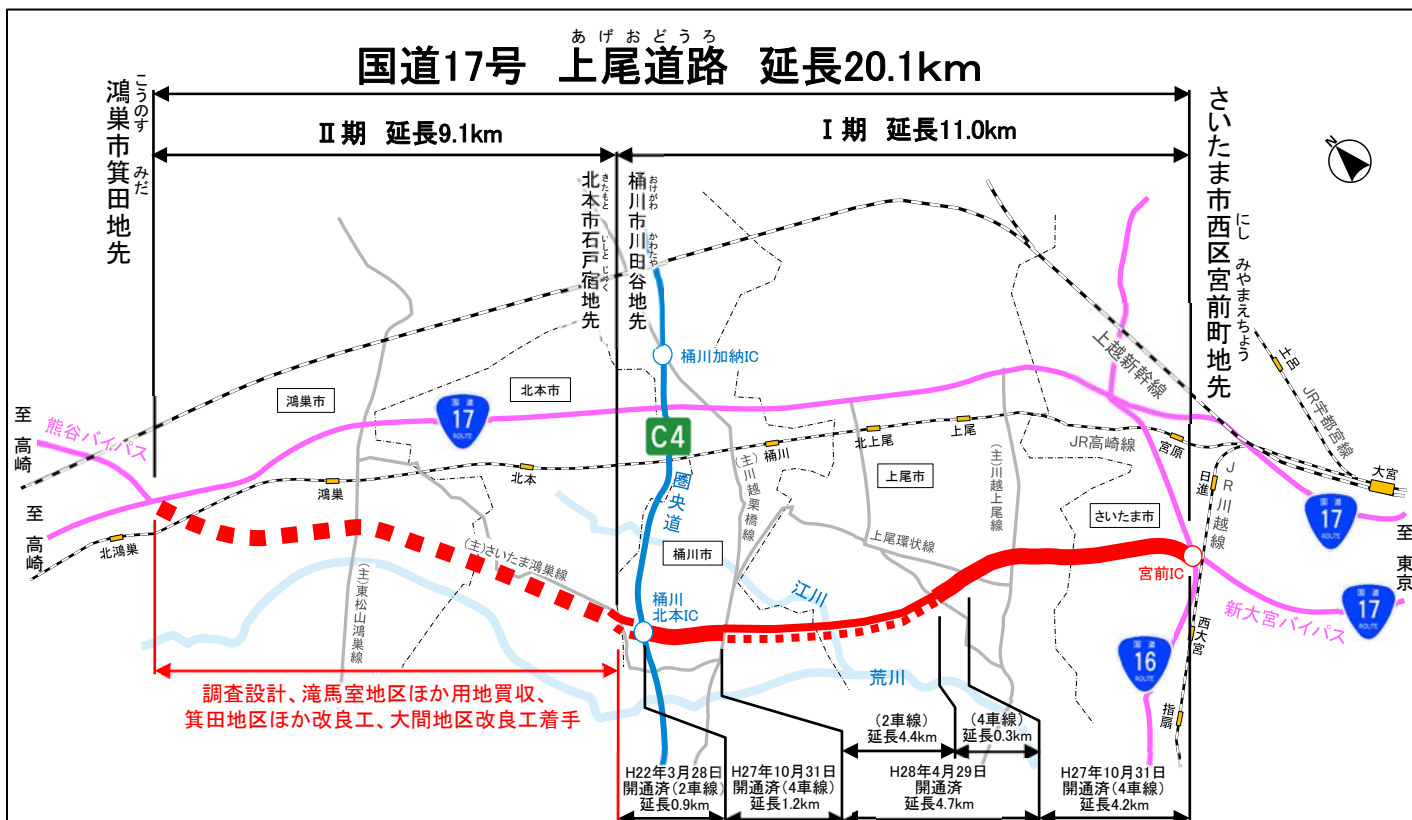 あげおどうろ
国道17号 上尾道路 延長20.1km
Ⅱ期 延長9.1km
Ⅰ期 延長11.0km
こうのす みだ
鴻巣市箕田地先
きたもと いしと じゅく
北本市石戸宿地先
おけがわ かわたや
桶川市川田谷地先
にし みやまえちょう
さいたま市西区宮前町地先
N
桶川加納IC
上越新幹線
土呂
JR宇都宮線
鴻巣市
北本市
至 高崎
熊谷バイパス
国道
17
ROUTE
C4
圏央道
桶川
北上尾
上尾
JR高崎線
宮原
大宮
日進
JR川越線
北本
鴻巣
(主)川越栗橋線
上尾市
(主)川越上尾線
さいたま市
国道
17
ROUTE
至 高崎
北鴻巣
(主)さいたま鴻巣線
桶川市
上尾環状線
宮前IC
至 東京
(主)東松山鴻巣線
桶川
北本IC
江川
新大宮バイパス
国道
17
ROUTE
西大宮
国道
16
ROUTE
荒川
指扇
調査設計、滝馬室地区ほか用地買収、
箕田地区ほか改良工、大間地区改良工着手
(2車線)
延長4.4km
(4車線)
延長0.3km
H22年3月28日
開通済(2車線)
延長0.9km
H27年10月31日
開通済(4車線)
延長1.2km
H28年4月29日
開通済
延長4.7km
H27年10月31日
開通済(4車線)
延長4.2km